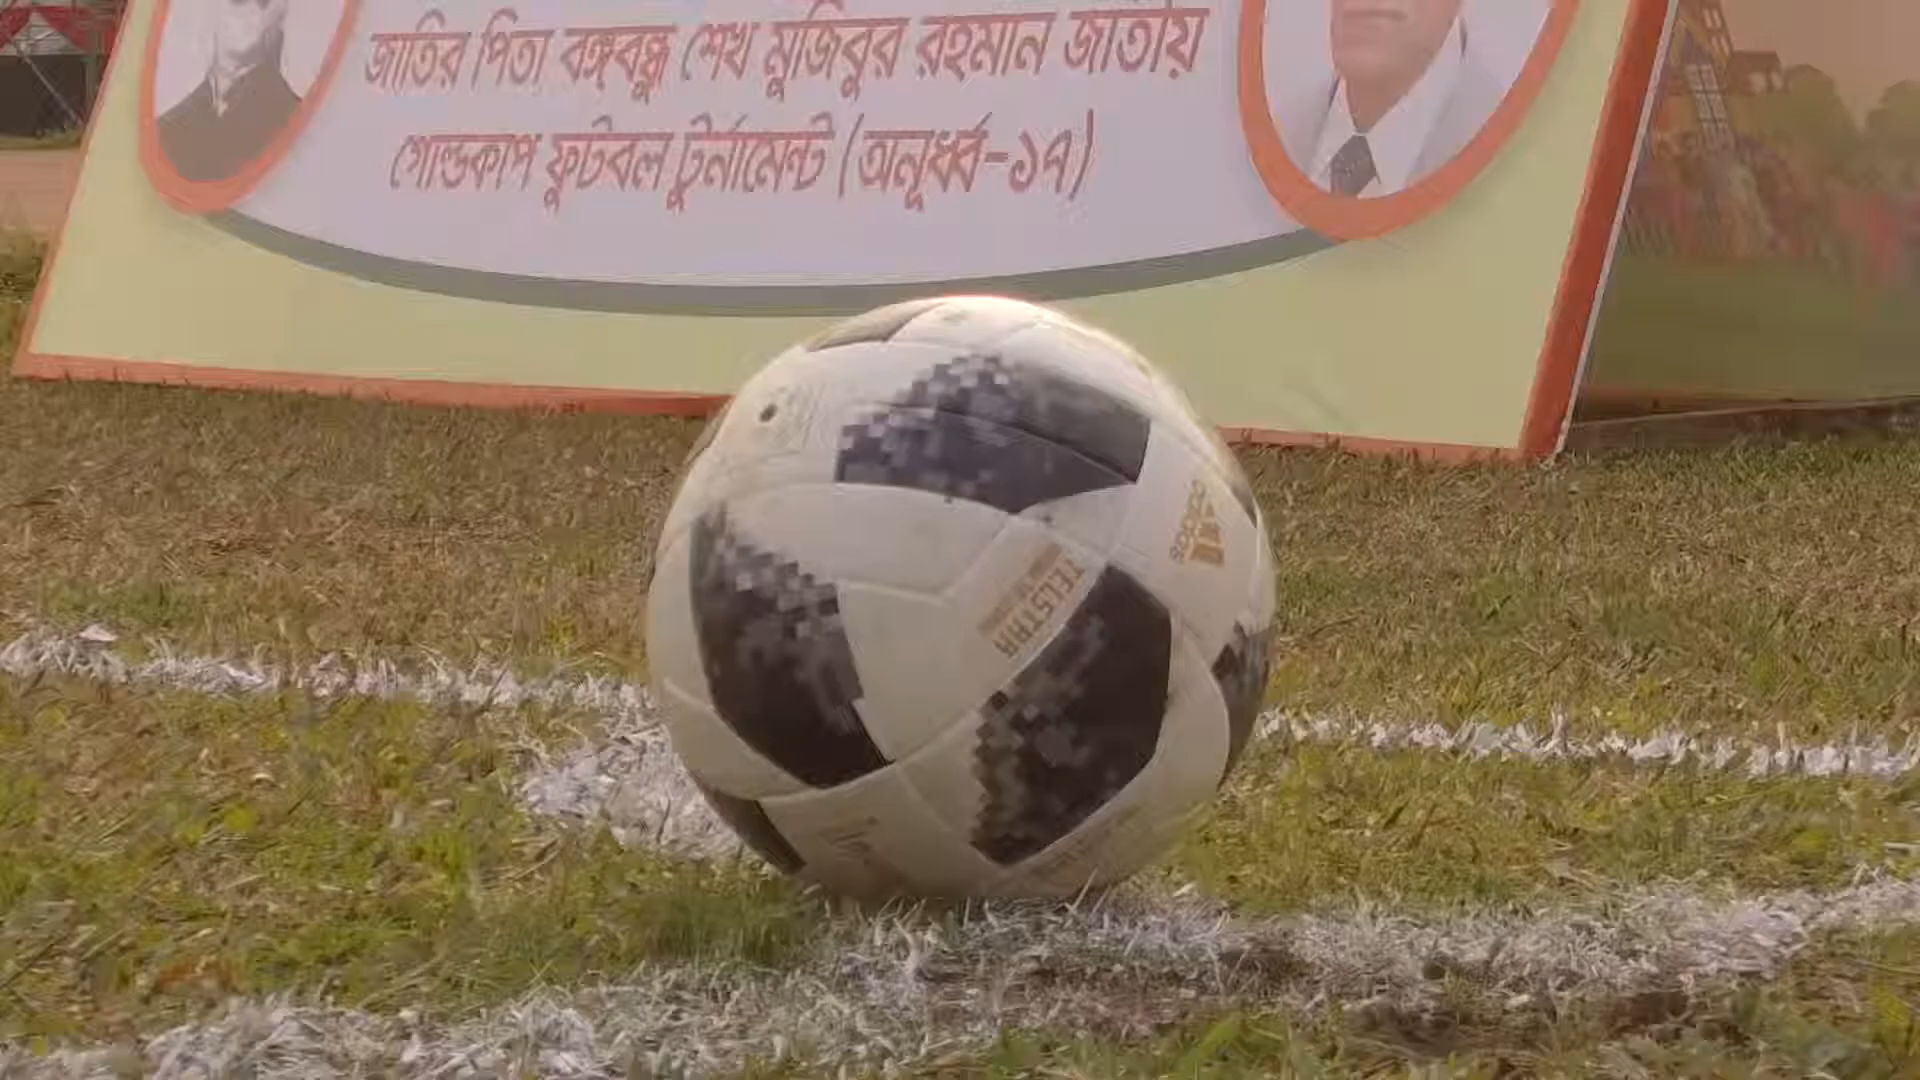 জাতির পিতা বঙ্গবন্ধু শেখ মুজিবুর রহমান জাতীয়
গোল্ডকাপ ফুটবল টুর্নামেন্ট (অনূর্ধ্ব-১৭)
adidas
TELSTAR